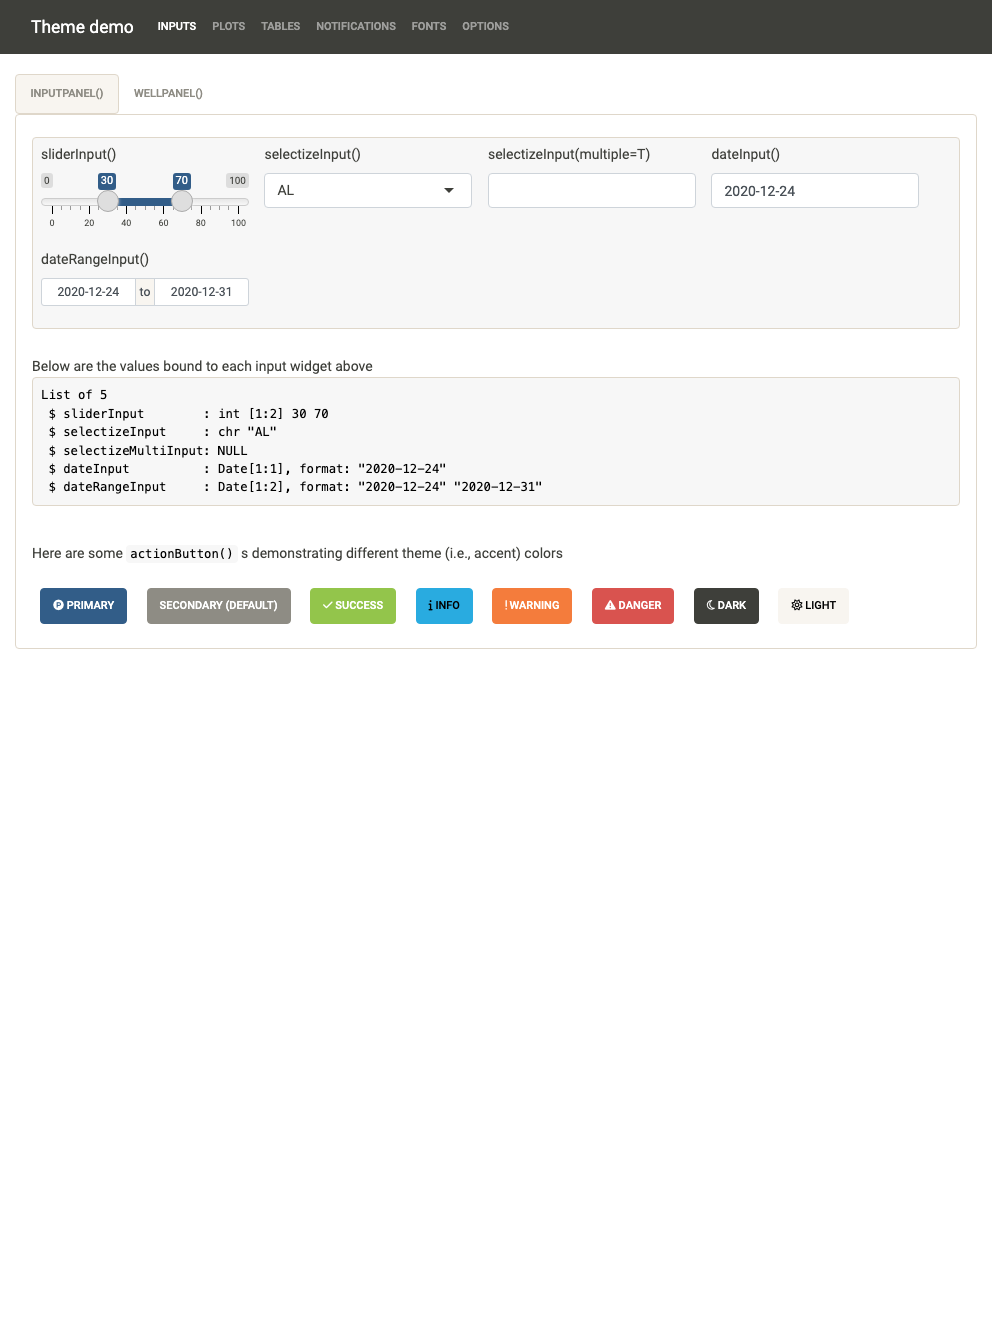 Theme demo INPUTS PLOTS TABLES NOTIFICATIONS FONTS OPTIONS
INPUTPANEL() WELLPANEL()
sliderInput() selectizeInput() selectizeInput(multiple=T) dateInput()
0 30 70 100
AL 2020-12-24
0 20 40 60 80 100
dateRangeInput()
2020-12-24 to 2020-12-31
Below are the values bound to each input widget above
List of 5
$ sliderInput : int [1:2] 30 70
$ selectizeInput : chr "AL"
$ selectizeMultiInput: NULL
$ dateInput : Date[1:1], format: "2020-12-24"
$ dateRangeInput : Date[1:2], format: "2020-12-24" "2020-12-31"
Here are some actionButton() s demonstrating different theme (i.e., accent) colors
PRIMARY SECONDARY (DEFAULT) SUCCESS INFO WARNING DANGER DARK LIGHT